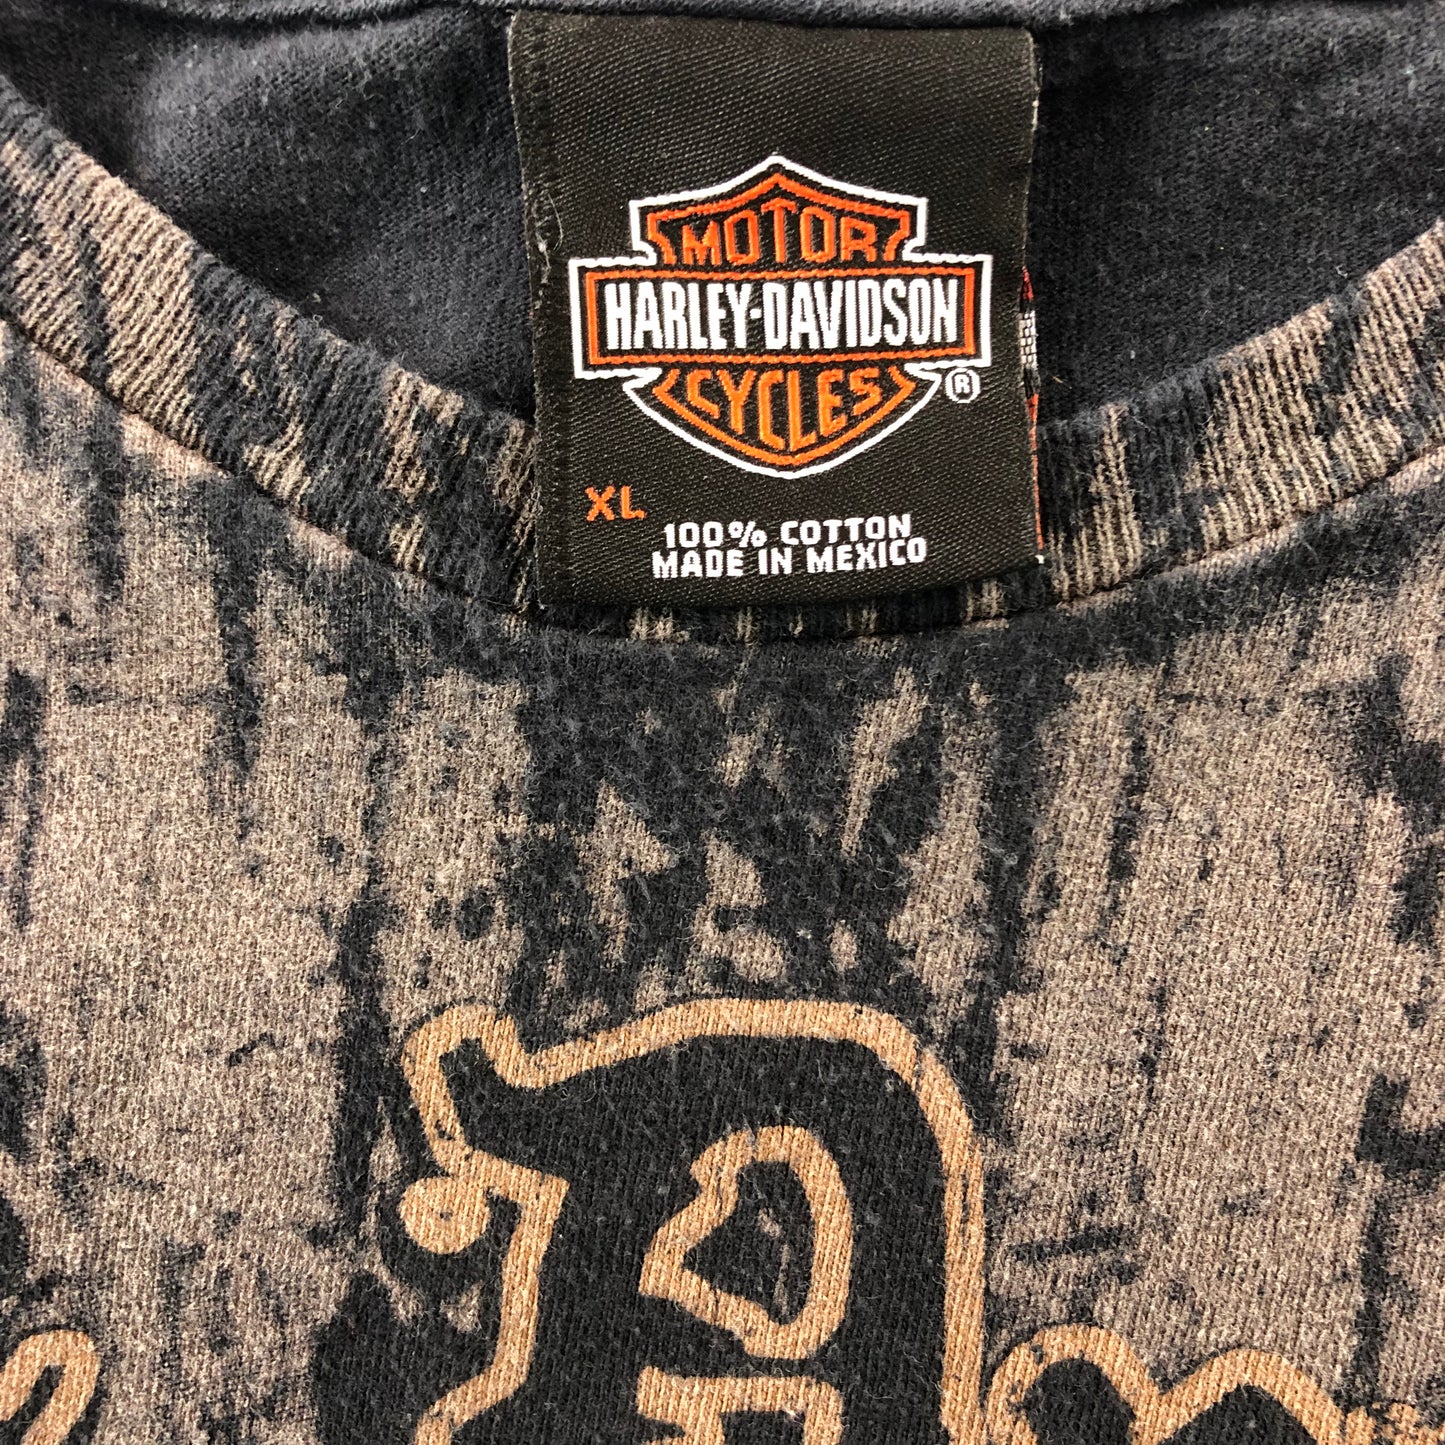 MOTOR
HARLEY-DAVIDSON
CYCLES
®
XL
100% COTTON
MADE IN MEXICO